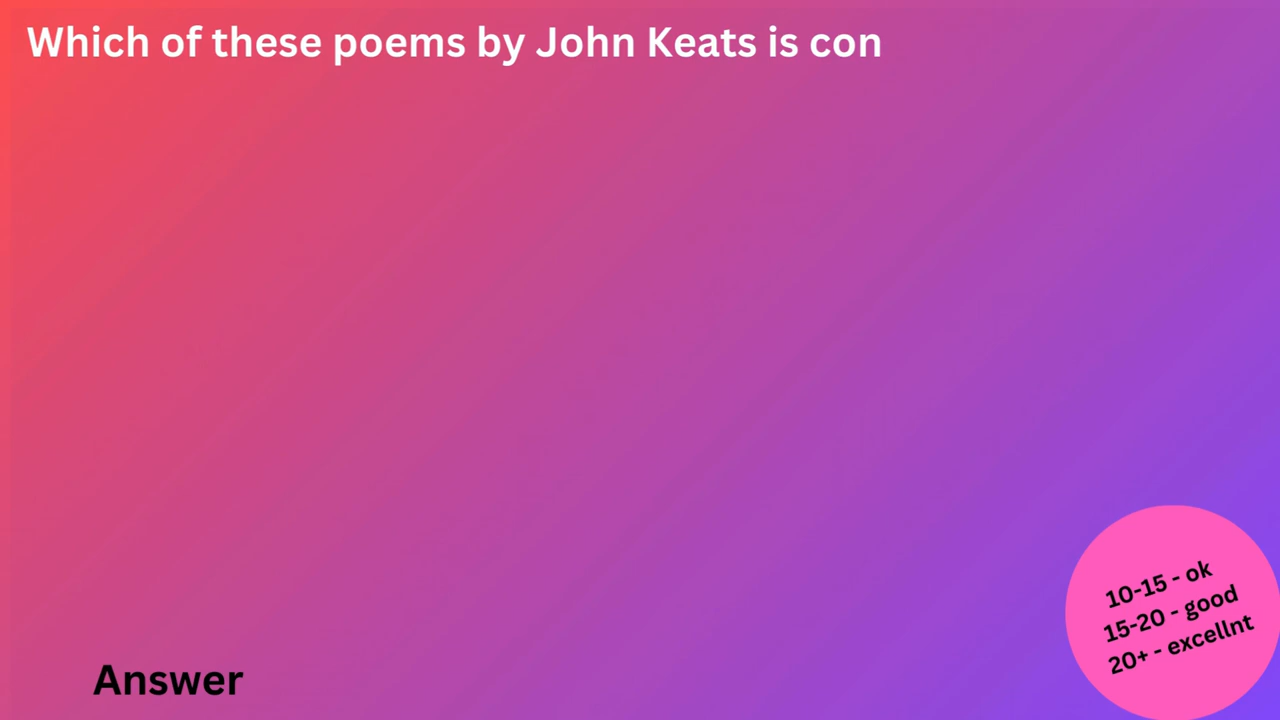 Which of these poems by John Keats is con
10-15 - ok
15-20 - good
20+ - excellnt
Answer